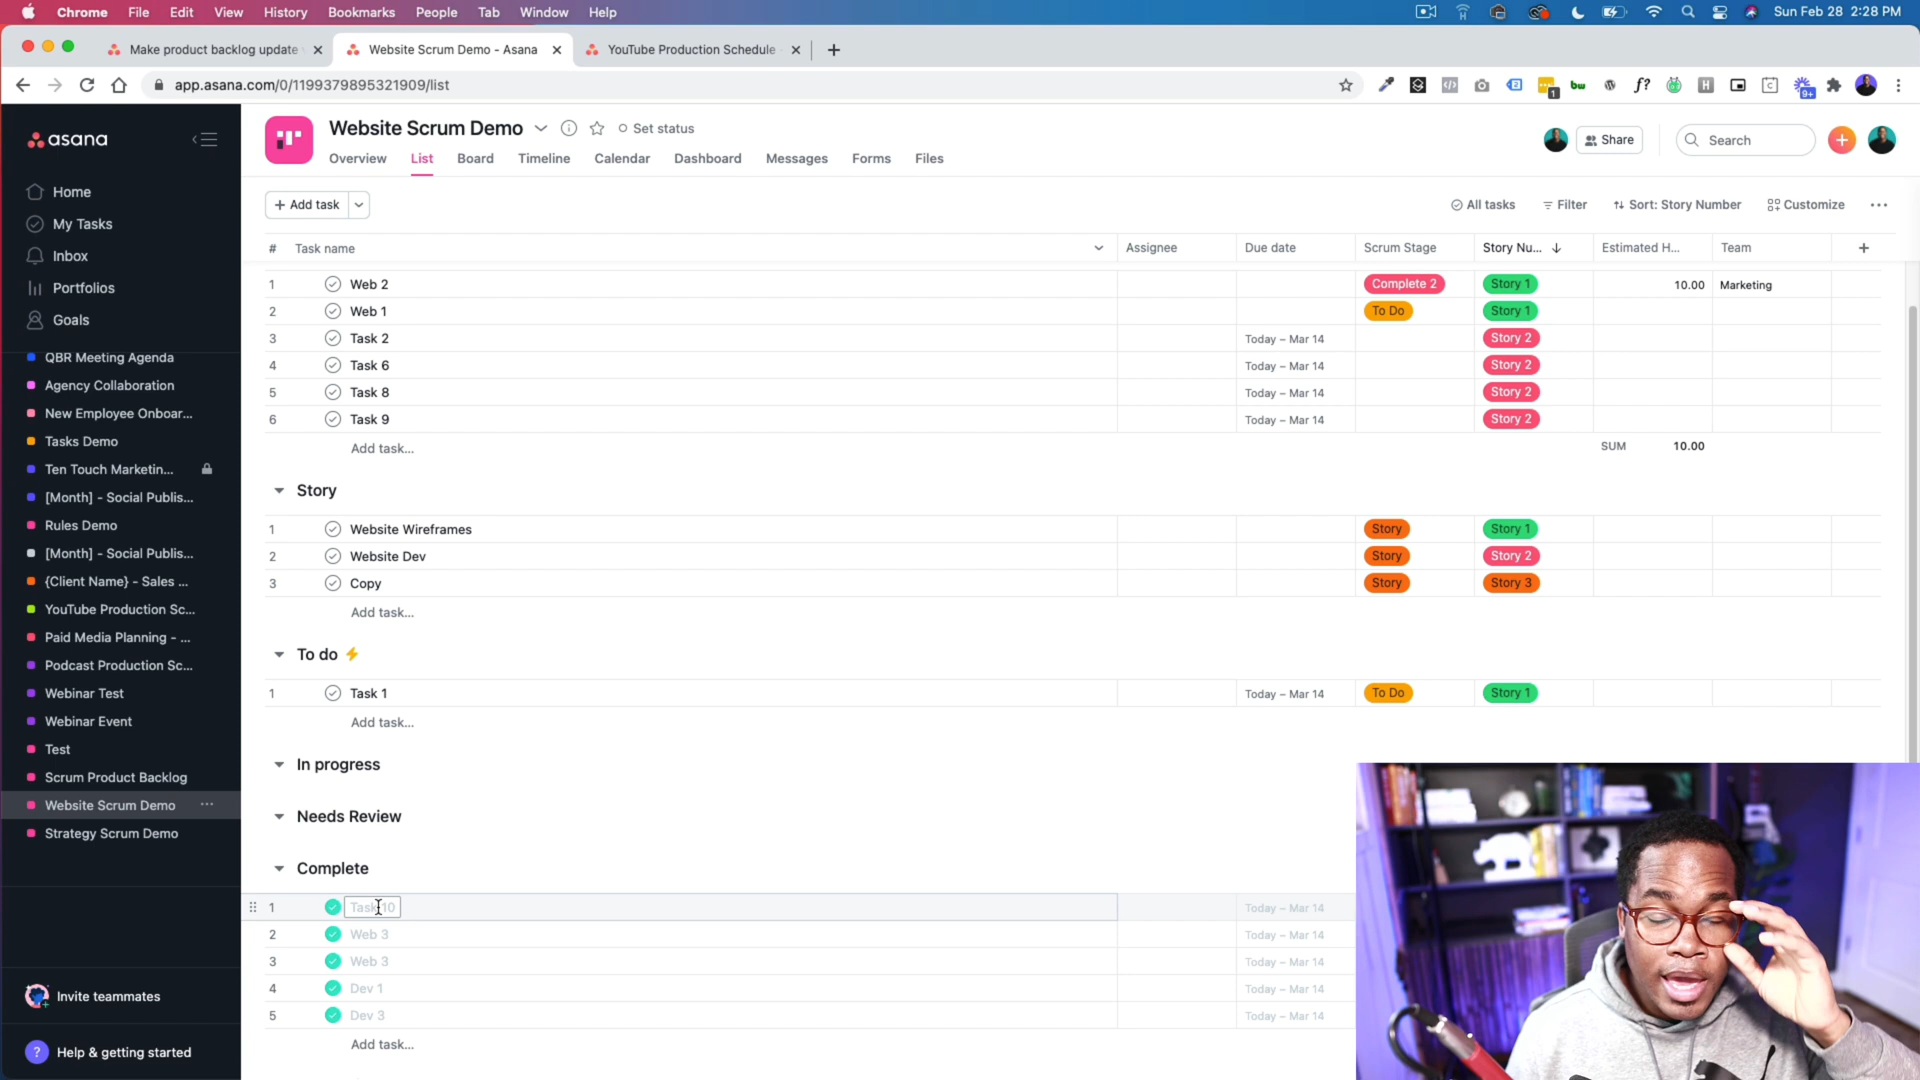 Chrome File Edit View History Bookmarks People Tab Window Help Sun Feb 28 2:28 PM
Make product backlog update Website Scrum Demo - Asana YouTube Production Schedule
app.asana.com/0/1199379895321909/list
1 bw f? H C 9+
asana
Home
My Tasks
Inbox
Portfolios
Goals
QBR Meeting Agenda
Agency Collaboration
New Employee Onboar...
Tasks Demo
Ten Touch Marketin...
[Month] - Social Publis...
Rules Demo
[Month] - Social Publis...
{Client Name} - Sales ...
YouTube Production Sc...
Paid Media Planning - ...
Podcast Production Sc...
Webinar Test
Webinar Event
Test
Scrum Product Backlog
Website Scrum Demo ...
Strategy Scrum Demo
Invite teammates
? Help & getting started
Website Scrum Demo Set status Share Search
Overview List Board Timeline Calendar Dashboard Messages Forms Files
+ Add task All tasks Filter Sort: Story Number Customize ...
# Task name Assignee Due date Scrum Stage Story Nu... Estimated H... Team +
1 Web 2 Complete 2 Story 1 10.00 Marketing
2 Web 1 To Do Story 1
3 Task 2 Today – Mar 14 Story 2
4 Task 6 Today – Mar 14 Story 2
5 Task 8 Today – Mar 14 Story 2
6 Task 9 Today – Mar 14 Story 2
Add task... SUM 10.00
Story
1 Website Wireframes Story Story 1
2 Website Dev Story Story 2
3 Copy Story Story 3
Add task...
To do
1 Task 1 Today – Mar 14 To Do Story 1
Add task...
In progress
Needs Review
Complete
1 Task 10 Today – Mar 14
2 Web 3 Today – Mar 14
3 Web 3 Today – Mar 14
4 Dev 1 Today – Mar 14
5 Dev 3 Today – Mar 14
Add task...